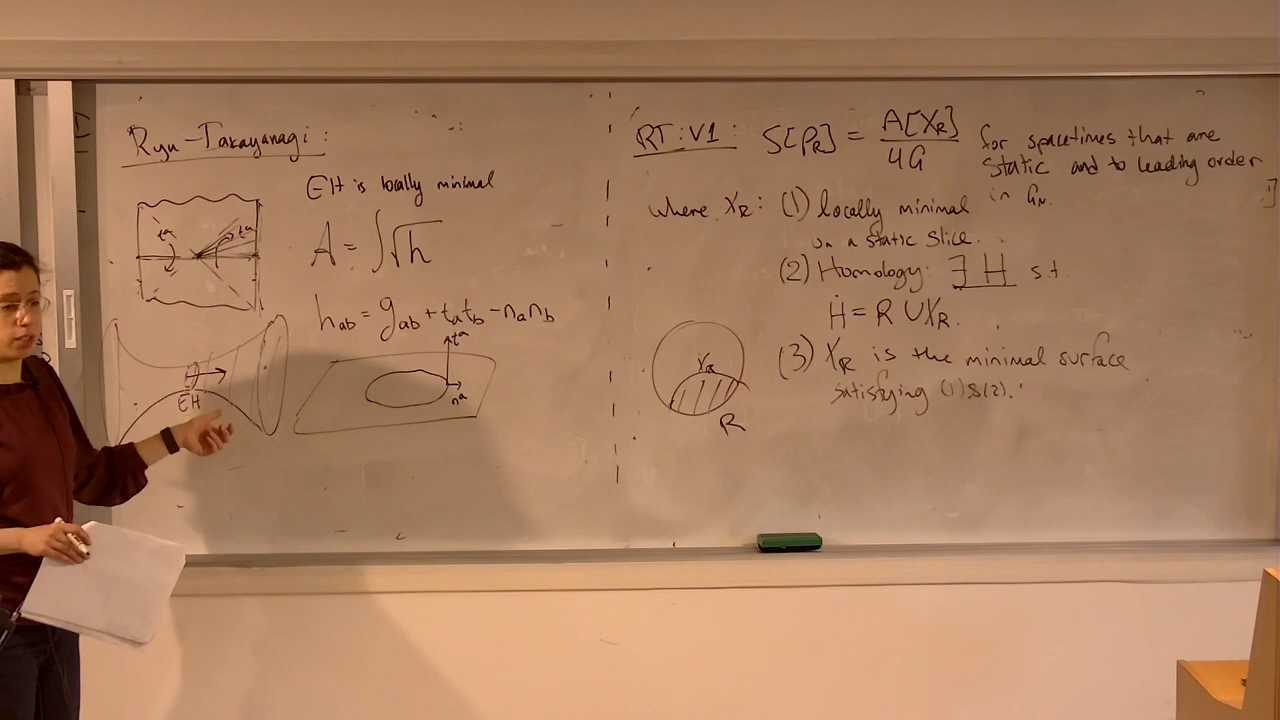 Ryu-Takayanagi:
EH is locally minimal
A = ∫√h
h_ab = g_ab + t_a t_b - n_a n_b
t^a
t^a
EH
t^a
n^a
RT:V1: S[ρ_R] = A[X_R] / 4G for spacetimes that are
static and to leading order
in G_N.
where X_R: (1) locally minimal
on a static slice.
(2) Homology: ∃ H s.t
Ḣ = R ∪ X_R.
(3) X_R is the minimal surface
satisfying (1)&(2).
X_R
R